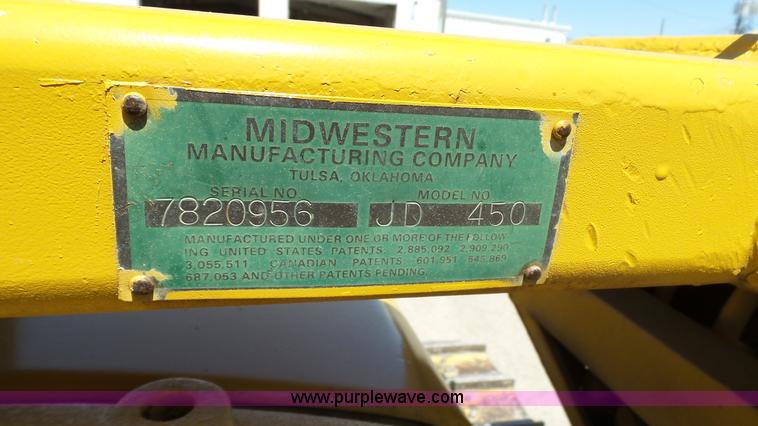 MIDWESTERN
MANUFACTURING COMPANY
TULSA, OKLAHOMA
SERIAL NO MODEL NO
7820956 JD 450
MANUFACTURED UNDER ONE OR MORE OF THE FOLLOW
ING UNITED STATES PATENTS. 2,885,092 2,909,290
3,055,511 CANADIAN PATENTS 601,951 645,869
687,053 AND OTHER PATENTS PENDING.
www.purplewave.com